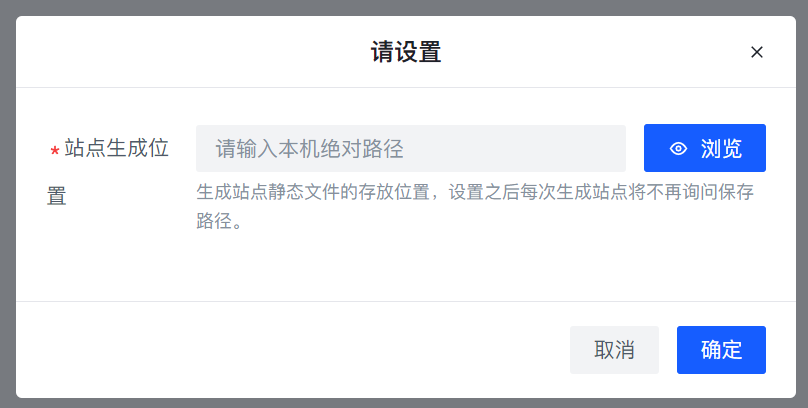 请设置
* 站点生成位
置
请输入本机绝对路径
浏览
生成站点静态文件的存放位置，设置之后每次生成站点将不再询问保存
路径。
取消
确定